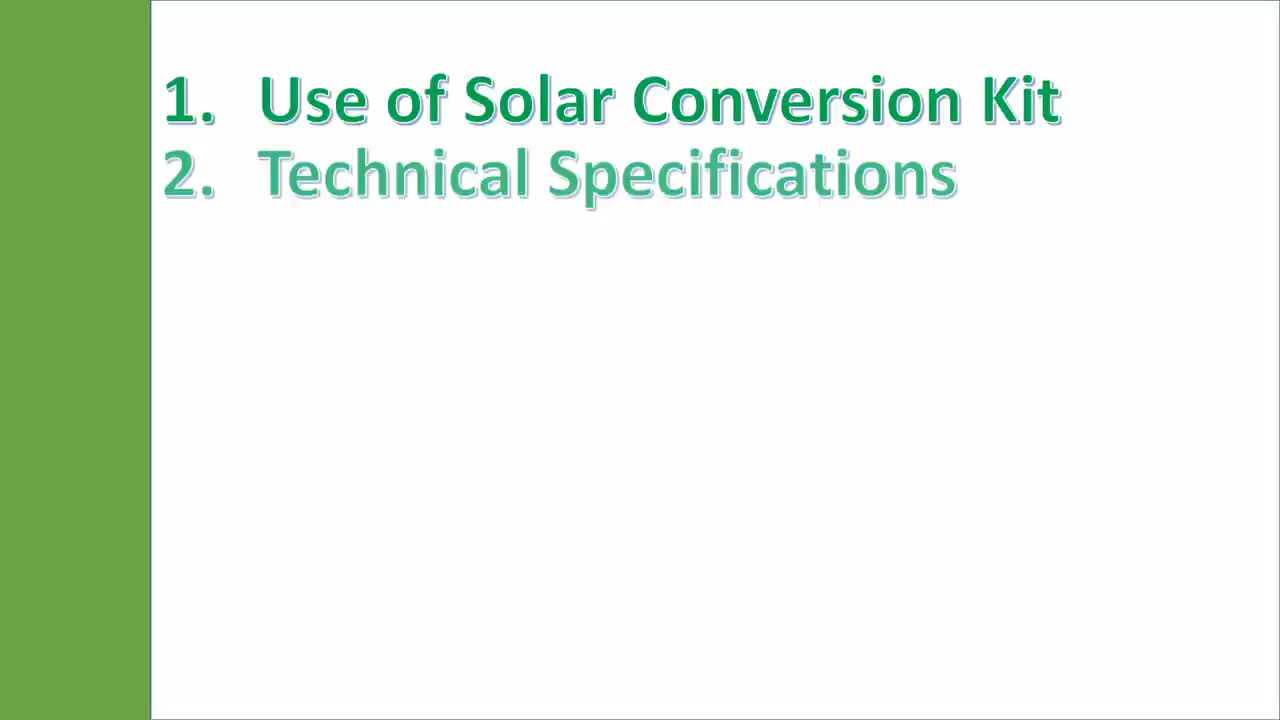 1. Use of Solar Conversion Kit
2. Technical Specifications